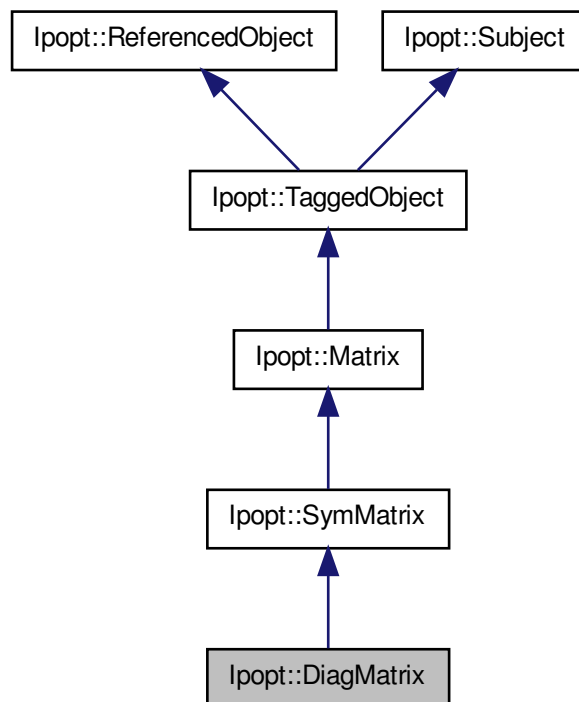 Ipopt::ReferencedObject
Ipopt::Subject
Ipopt::TaggedObject
Ipopt::Matrix
Ipopt::SymMatrix
Ipopt::DiagMatrix